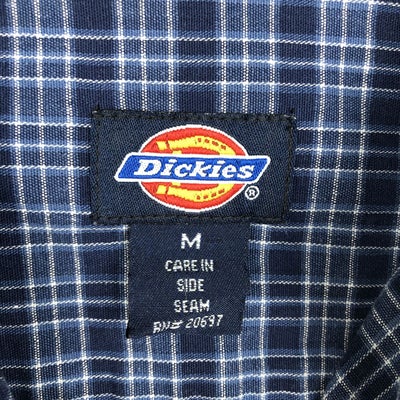 Dickies®
M
CARE IN
SIDE
SEAM
RN# 20697